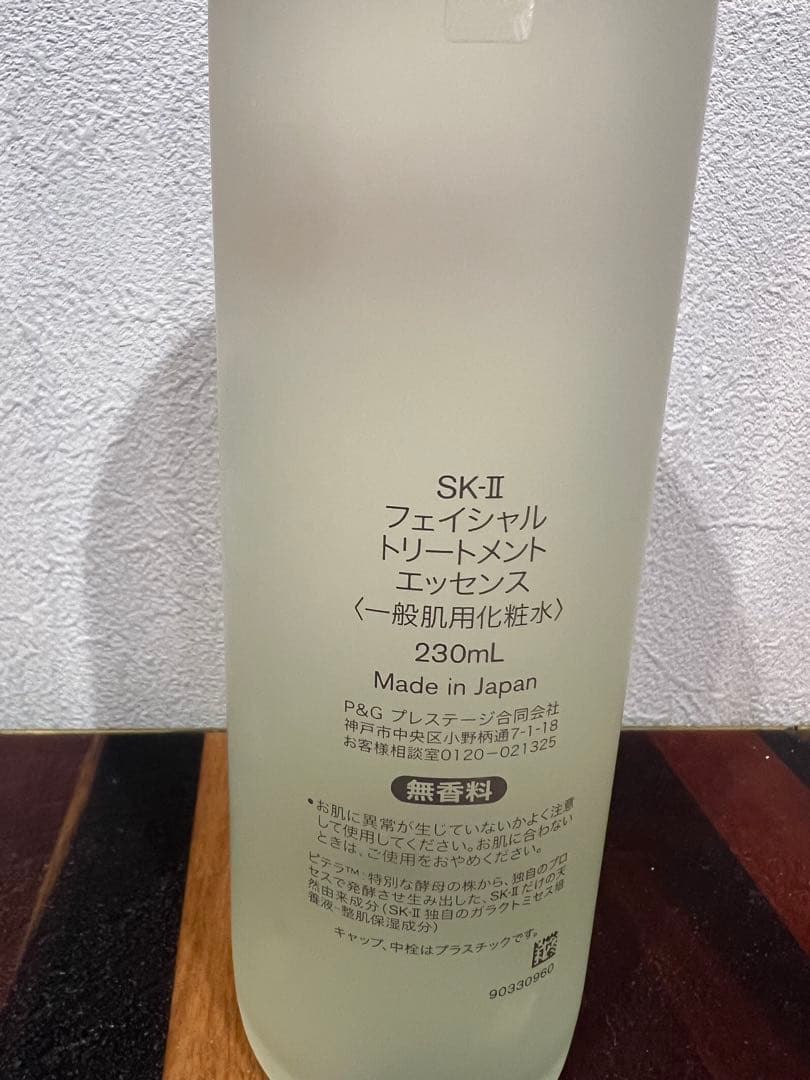 SK-Ⅱ
フェイシャル
トリートメント
エッセンス
〈一般肌用化粧水〉
230mL
Made in Japan
P&G プレステージ合同会社
神戸市中央区小野柄通7-1-18
お客様相談室0120-021325
無香料
•お肌に異常が生じていないかよく注意
して使用してください。お肌に合わない
ときは、ご使用をおやめください。
ピテラ™:特別な酵母の株から、独自のプロ
セスで発酵させ生み出した、SK-Ⅱだけの天
然由来成分(SK-Ⅱ独自のガラクトミセス培
養液-整肌保湿成分)
キャップ、中栓はプラスチックです。
90330960